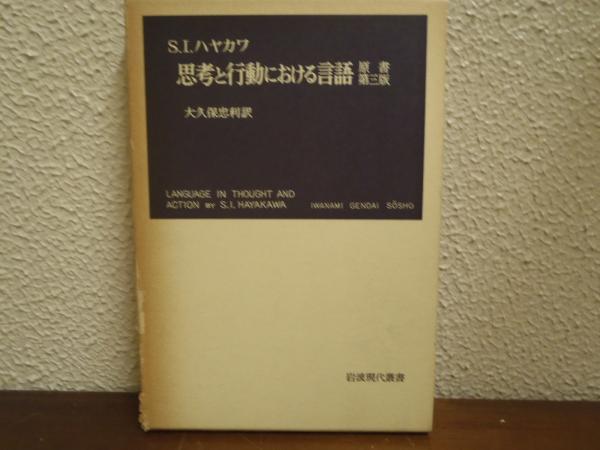 S.I.ハヤカワ
思考と行動における言語 原書第三版
大久保忠利訳
LANGUAGE IN THOUGHT AND
ACTION BY S.I. HAYAKAWA IWANAMI GENDAI SŌSHO
岩波現代叢書